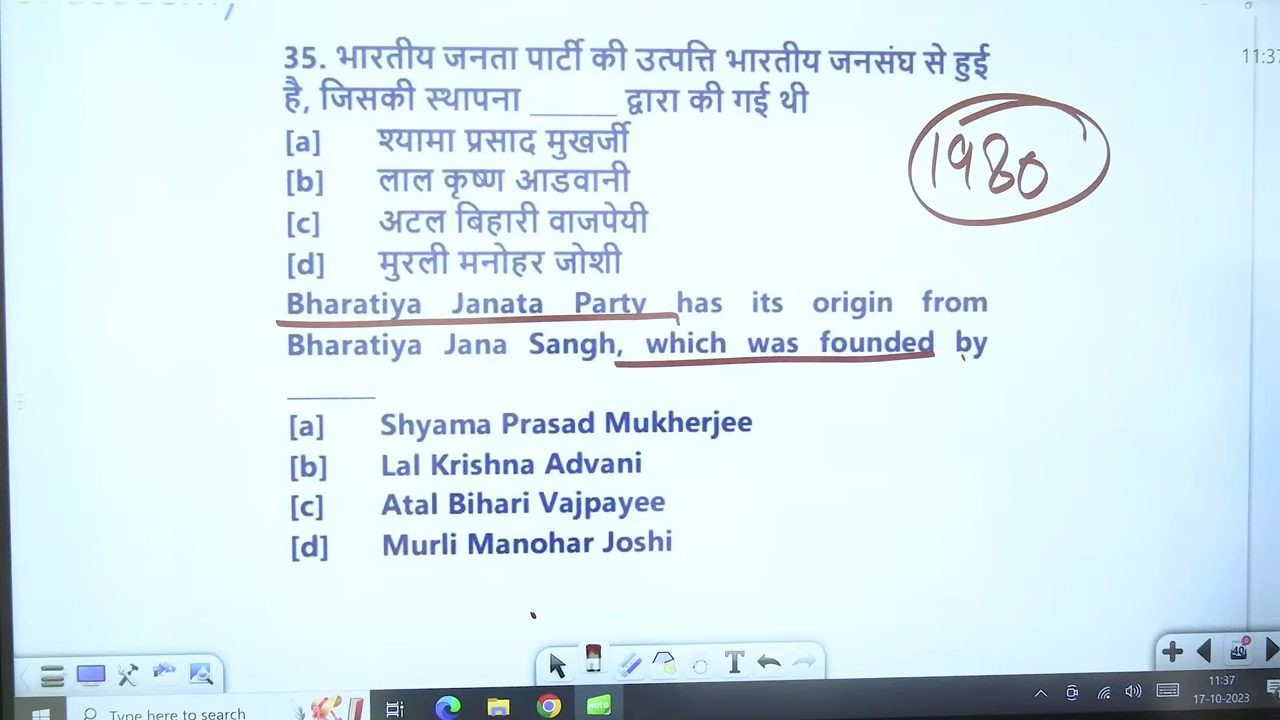 35. भारतीय जनता पार्टी की उत्पत्ति भारतीय जनसंघ से हुई
है, जिसकी स्थापना ______ द्वारा की गई थी
[a] श्यामा प्रसाद मुखर्जी
[b] लाल कृष्ण आडवानी
[c] अटल बिहारी वाजपेयी
[d] मुरली मनोहर जोशी
1980
Bharatiya Janata Party has its origin from
Bharatiya Jana Sangh, which was founded by
______
[a] Shyama Prasad Mukherjee
[b] Lal Krishna Advani
[c] Atal Bihari Vajpayee
[d] Murli Manohar Joshi
11:37
T
40
Type here to search
11:37
17-10-2023